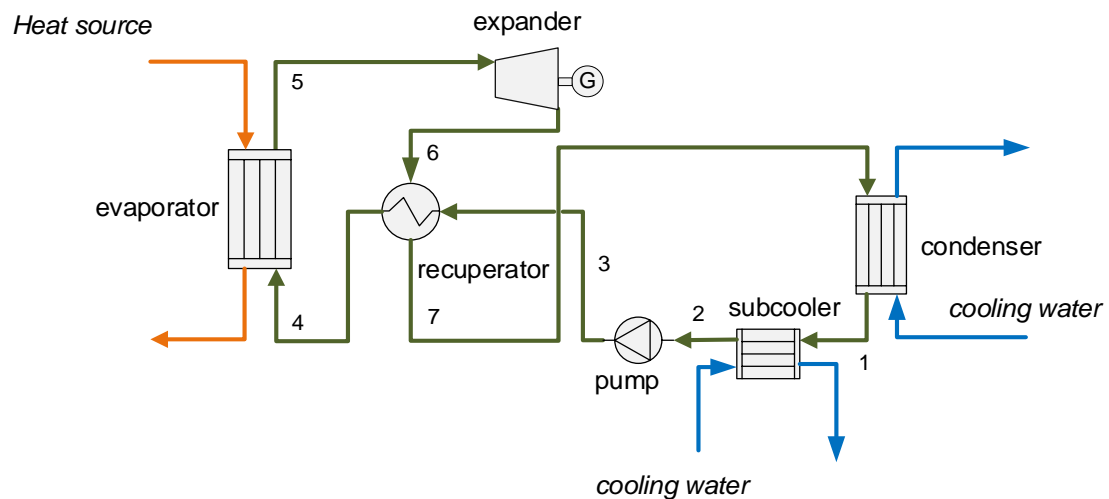 Heat source
expander
5
G
6
evaporator
recuperator
3
condenser
4
7
subcooler
2
1
cooling water
pump
cooling water